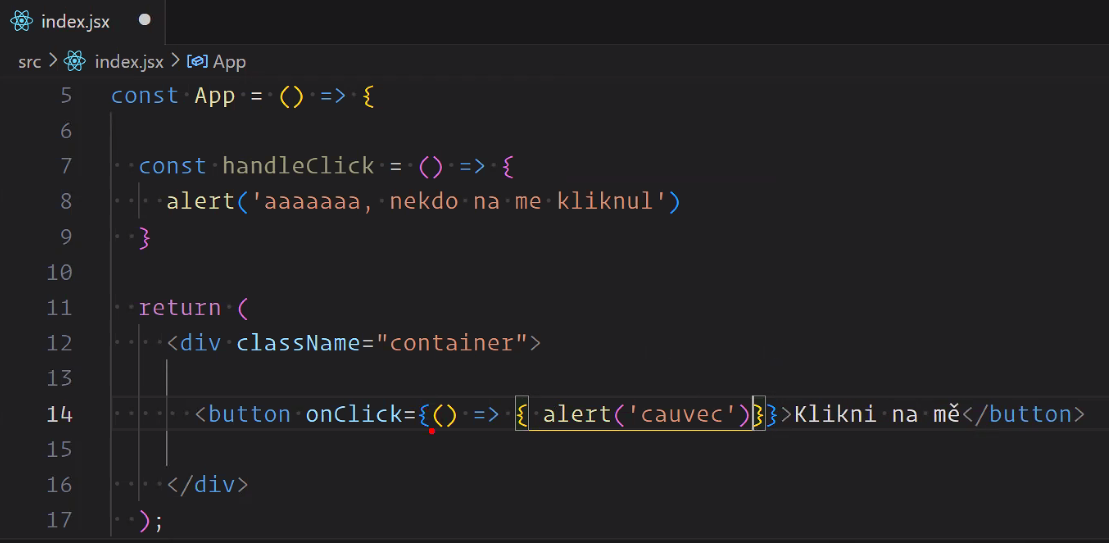 index.jsx
src > index.jsx > App
5 const App = () => {
6
7 const handleClick = () => {
8 alert('aaaaaaa, nekdo na me kliknul')
9 }
10
11 return (
12 <div className="container">
13
14 <button onClick={() => { alert('cauvec')}}>Klikni na mě</button>
15
16 </div>
17 );